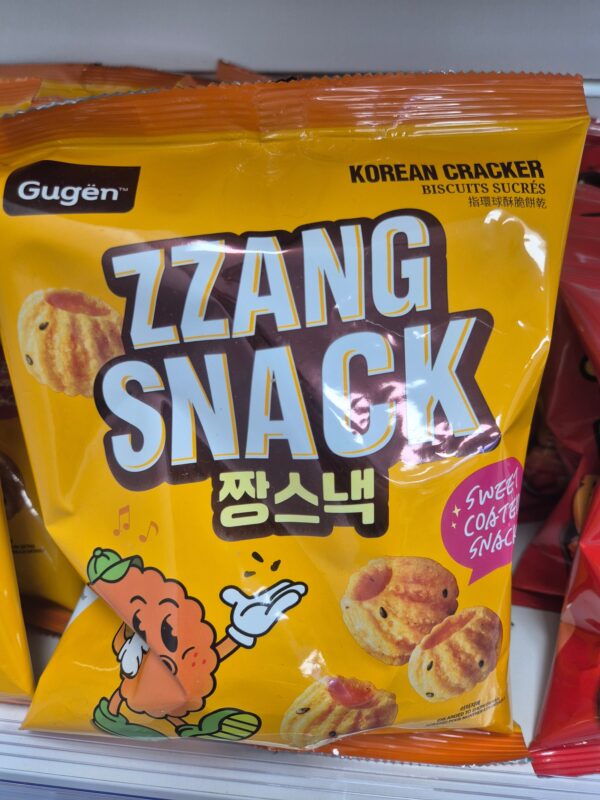 Gugën™
KOREAN CRACKER
BISCUITS SUCRÉS
指環球酥脆餅乾
ZZANG
SNACK
짱스낵
SWEET
COATED
SNACK